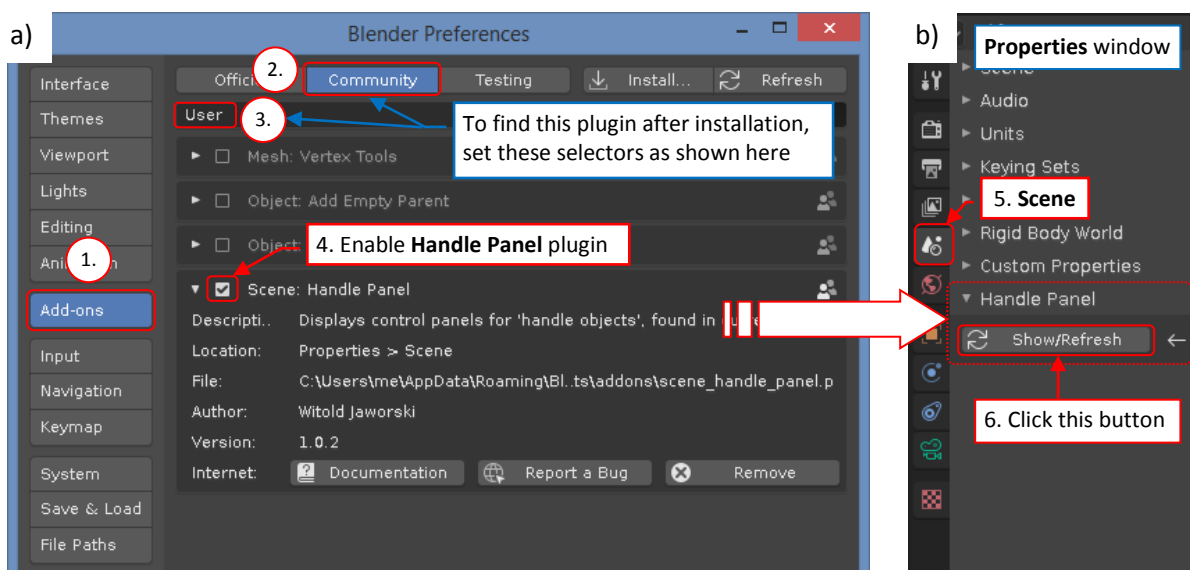 a)
Blender Preferences
Interface
Themes
Viewport
Lights
Editing
1.
Add-ons
Input
Navigation
Keymap
System
Save & Load
File Paths
2.
Community
Testing
Install...
Refresh
User
3.
To find this plugin after installation,
set these selectors as shown here
Mesh: Vertex Tools
Object: Add Empty Parent
Object:
4. Enable Handle Panel plugin
Scene: Handle Panel
Descripti..
Displays control panels for 'handle objects', found in
Location:
Properties > Scene
File:
C:\Users\me\AppData\Roaming\Bl..ts\addons\scene_handle_panel.p
Author:
Witold Jaworski
Version:
1.0.2
Internet:
Documentation
Report a Bug
Remove
b)
Properties window
Audio
Units
Keying Sets
5. Scene
Rigid Body World
Custom Properties
Handle Panel
Show/Refresh
6. Click this button